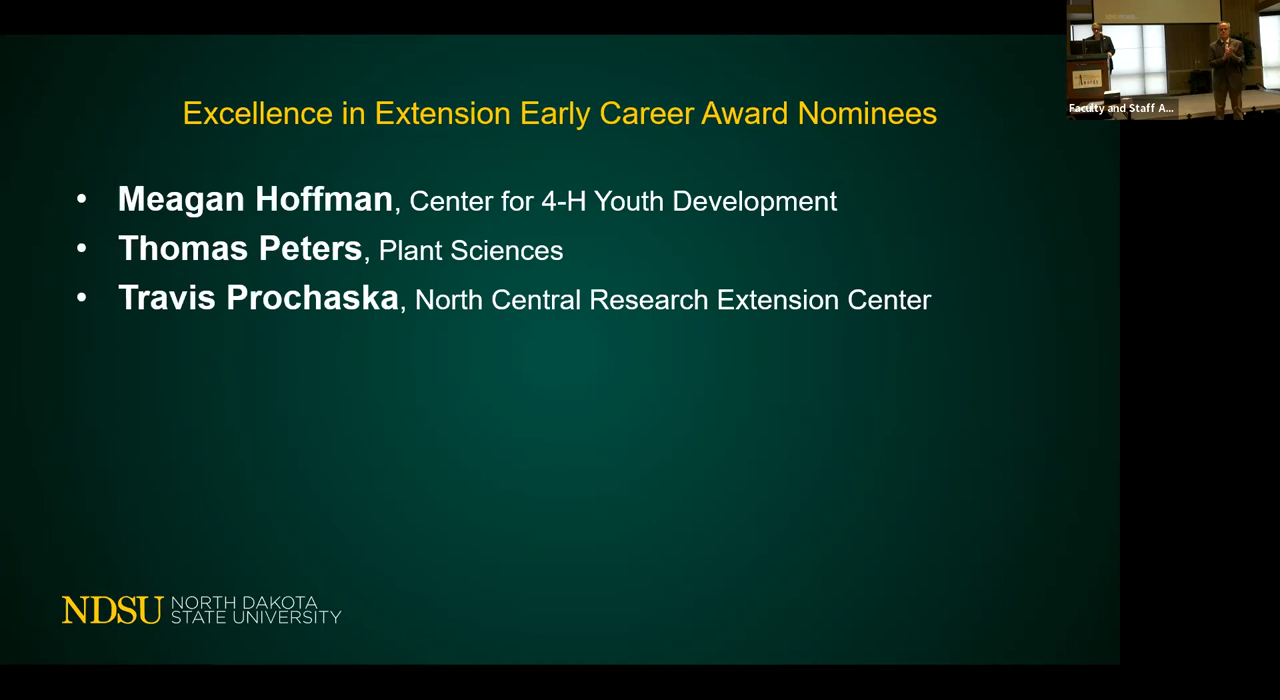 Excellence in Extension Early Career Award Nominees
• Meagan Hoffman, Center for 4-H Youth Development
• Thomas Peters, Plant Sciences
• Travis Prochaska, North Central Research Extension Center
NDSU NORTH DAKOTA
STATE UNIVERSITY
Faculty and Staff A...